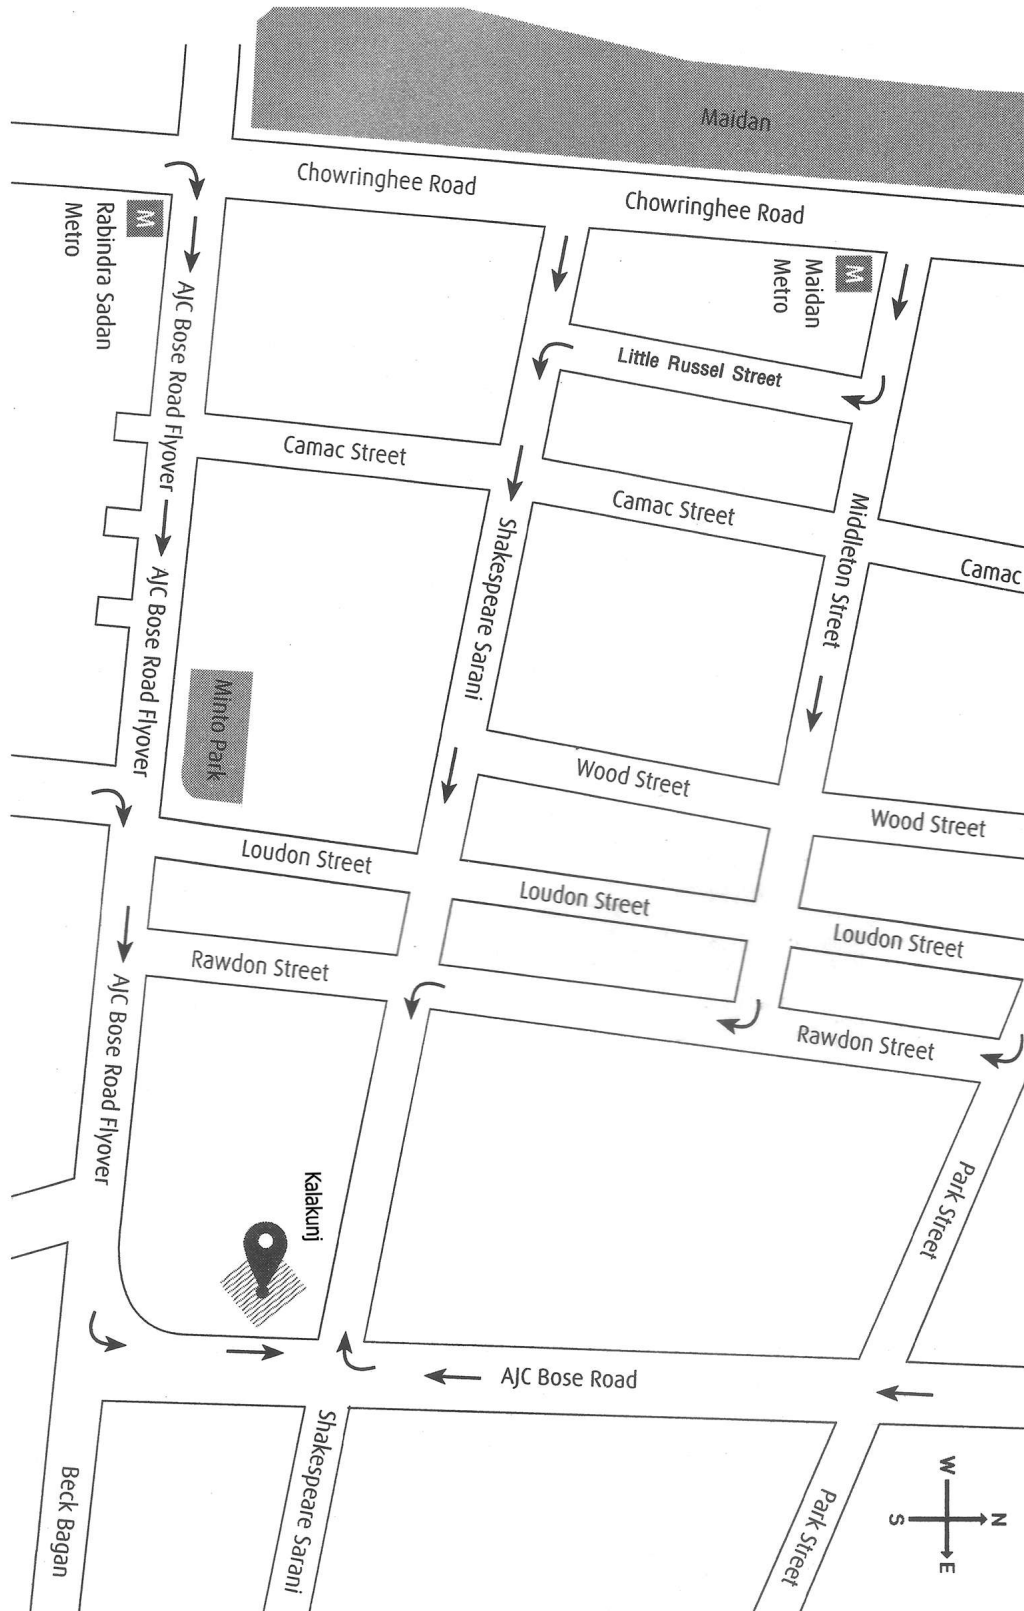 Maidan
Chowringhee Road
Chowringhee Road
M
Rabindra Sadan
Metro
M
Maidan
Metro
AJC Bose Road Flyover
Little Russel Street
Camac Street
Camac Street
Camac
Middleton Street
Shakespeare Sarani
AJC Bose Road Flyover
Minto Park
Wood Street
Wood Street
Loudon Street
Loudon Street
Loudon Street
Rawdon Street
Rawdon Street
AJC Bose Road Flyover
Kalakunj
Park Street
AJC Bose Road
Shakespeare Sarani
Beck Bagan
Park Street
W
S
N
E